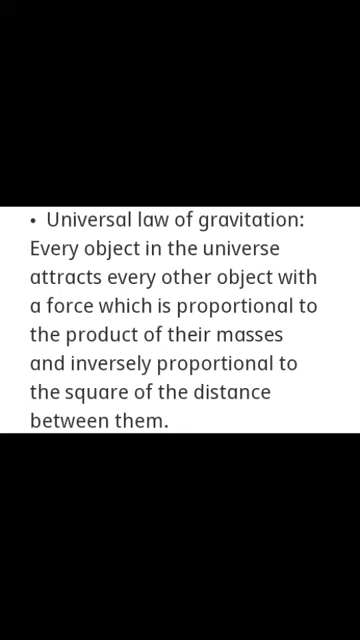 • Universal law of gravitation:
Every object in the universe
attracts every other object with
a force which is proportional to
the product of their masses
and inversely proportional to
the square of the distance
between them.